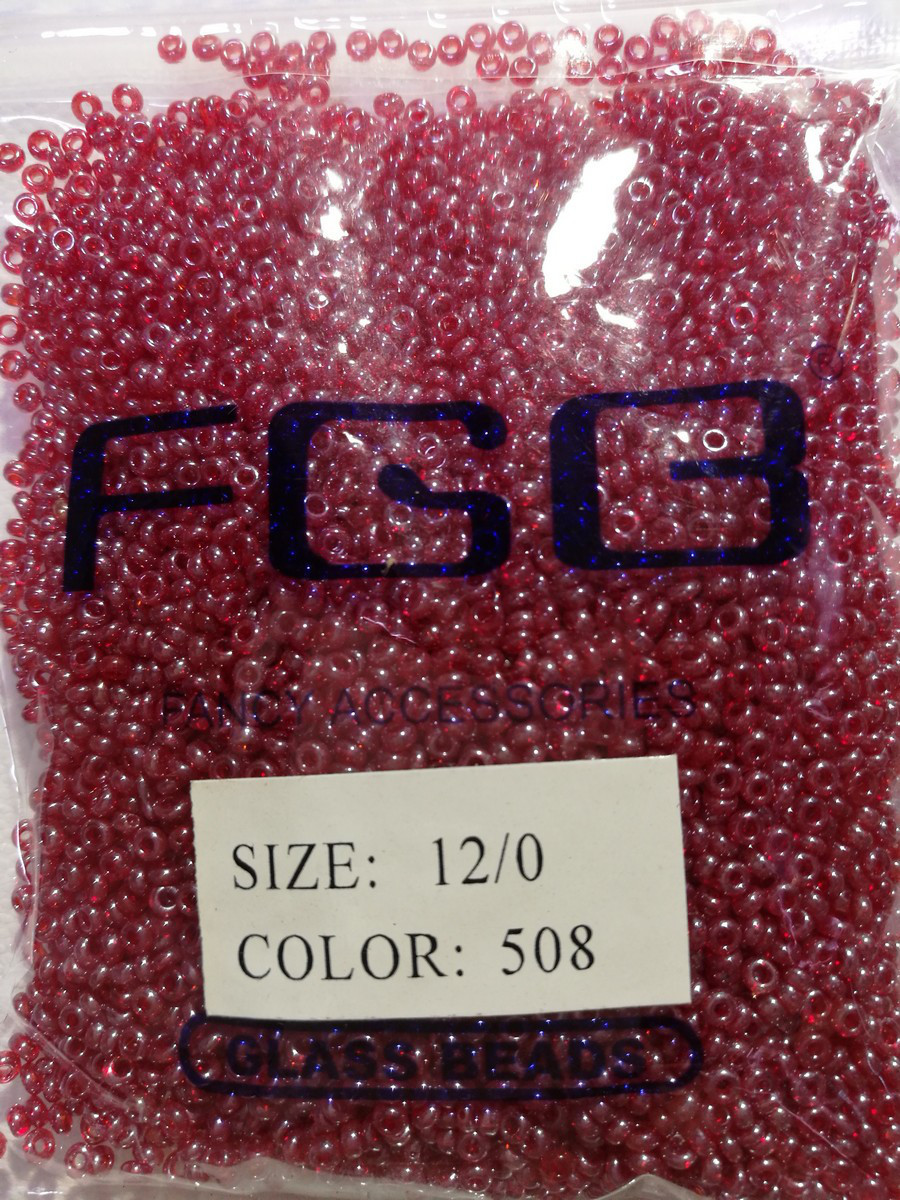 FGB®
FANCY ACCESSORIES
SIZE: 12/0
COLOR: 508
GLASS BEADS